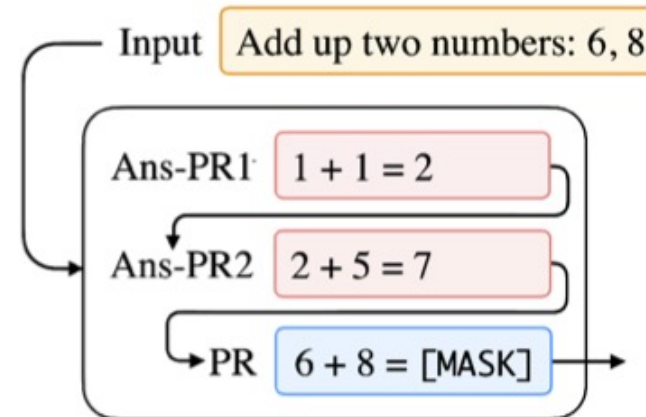 Input Add up two numbers: 6, 8
Ans-PR1 1 + 1 = 2
Ans-PR2 2 + 5 = 7
PR 6 + 8 = [MASK]